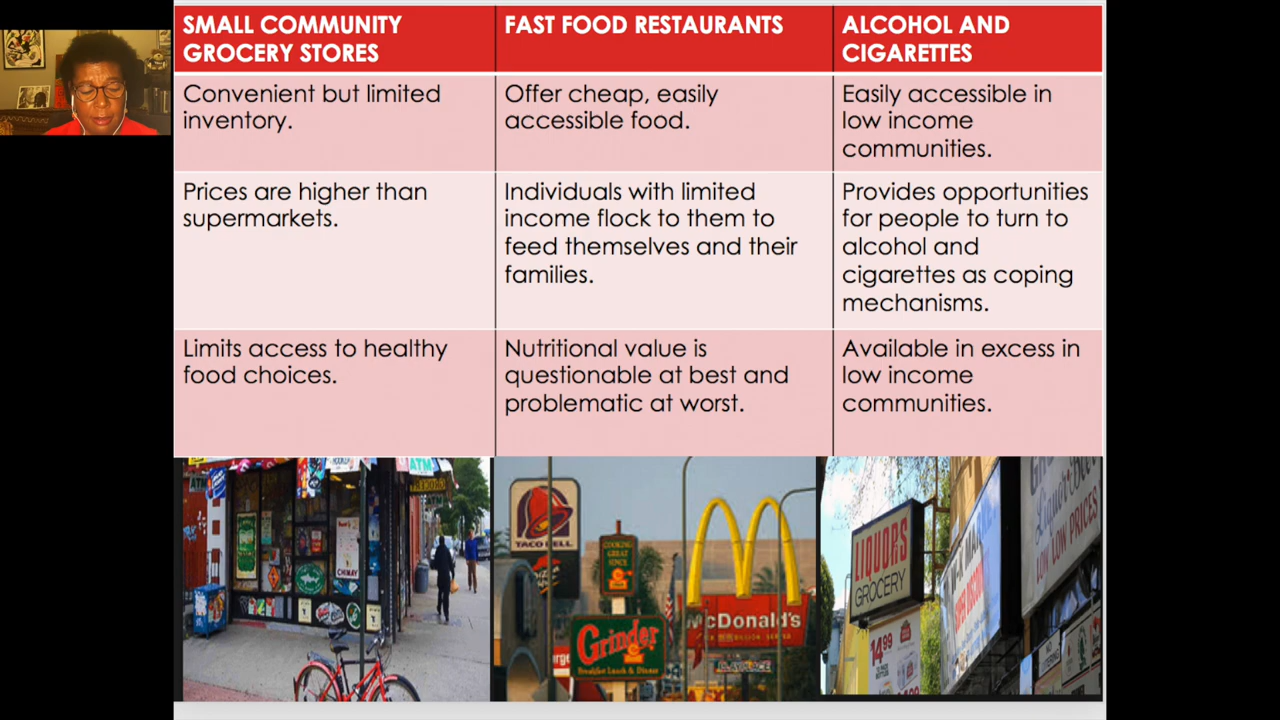 SMALL COMMUNITY
GROCERY STORES
FAST FOOD RESTAURANTS
ALCOHOL AND
CIGARETTES
Convenient but limited
inventory.
Offer cheap, easily
accessible food.
Easily accessible in
low income
communities.
Prices are higher than
supermarkets.
Individuals with limited
income flock to them to
feed themselves and their
families.
Provides opportunities
for people to turn to
alcohol and
cigarettes as coping
mechanisms.
Limits access to healthy
food choices.
Nutritional value is
questionable at best and
problematic at worst.
Available in excess in
low income
communities.
ATM
TACO BELL
COOKING
GREAT
SINCE
Grinder
Breakfast Lunch & Dinner
McDonald's
PLAYPLACE
LIQUORS
GROCERY
14.99
LOW LOW PRICES